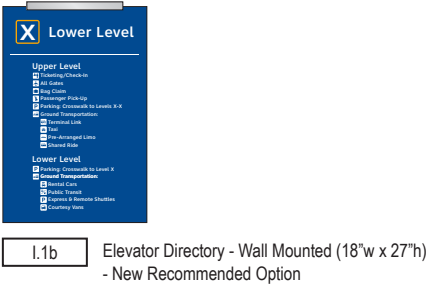 X Lower Level
Upper Level
Ticketing/Check-In
All Gates
Bag Claim
Passenger Pick-Up
P Parking: Crosswalk to Levels X-X
Ground Transportation:
Terminal Link
Taxi
Pre-Arranged Limo
Shared Ride
Lower Level
P Parking: Crosswalk to Level X
Ground Transportation:
Rental Cars
Public Transit
P Express & Remote Shuttles
Courtesy Vans
I.1b
Elevator Directory - Wall Mounted (18"w x 27"h)
- New Recommended Option